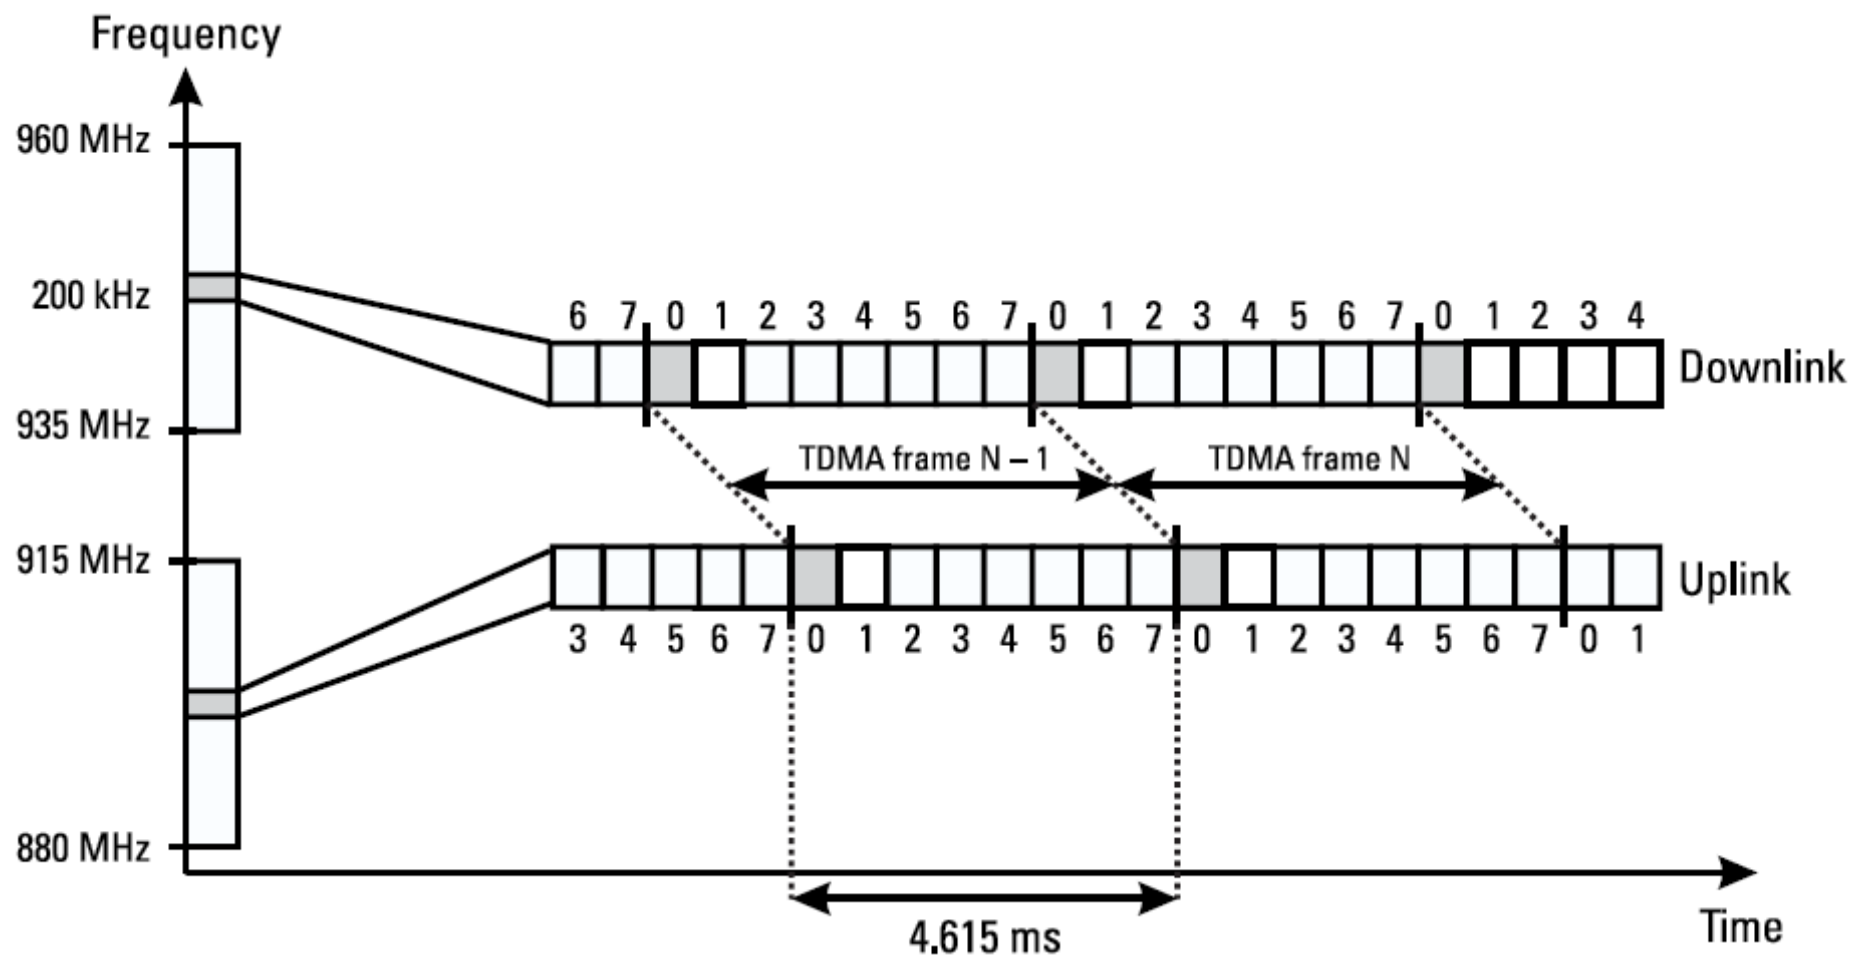 Frequency
960 MHz
200 kHz
935 MHz
915 MHz
880 MHz
6 7 0 1 2 3 4 5 6 7 0 1 2 3 4 5 6 7 0 1 2 3 4
Downlink
TDMA frame N – 1
TDMA frame N
Uplink
3 4 5 6 7 0 1 2 3 4 5 6 7 0 1 2 3 4 5 6 7 0 1
4.615 ms
Time